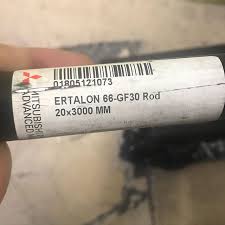 MITSUBISHI
ADVANCED
01805121073
ERTALON 66-GF30 Rod
20x3000 MM